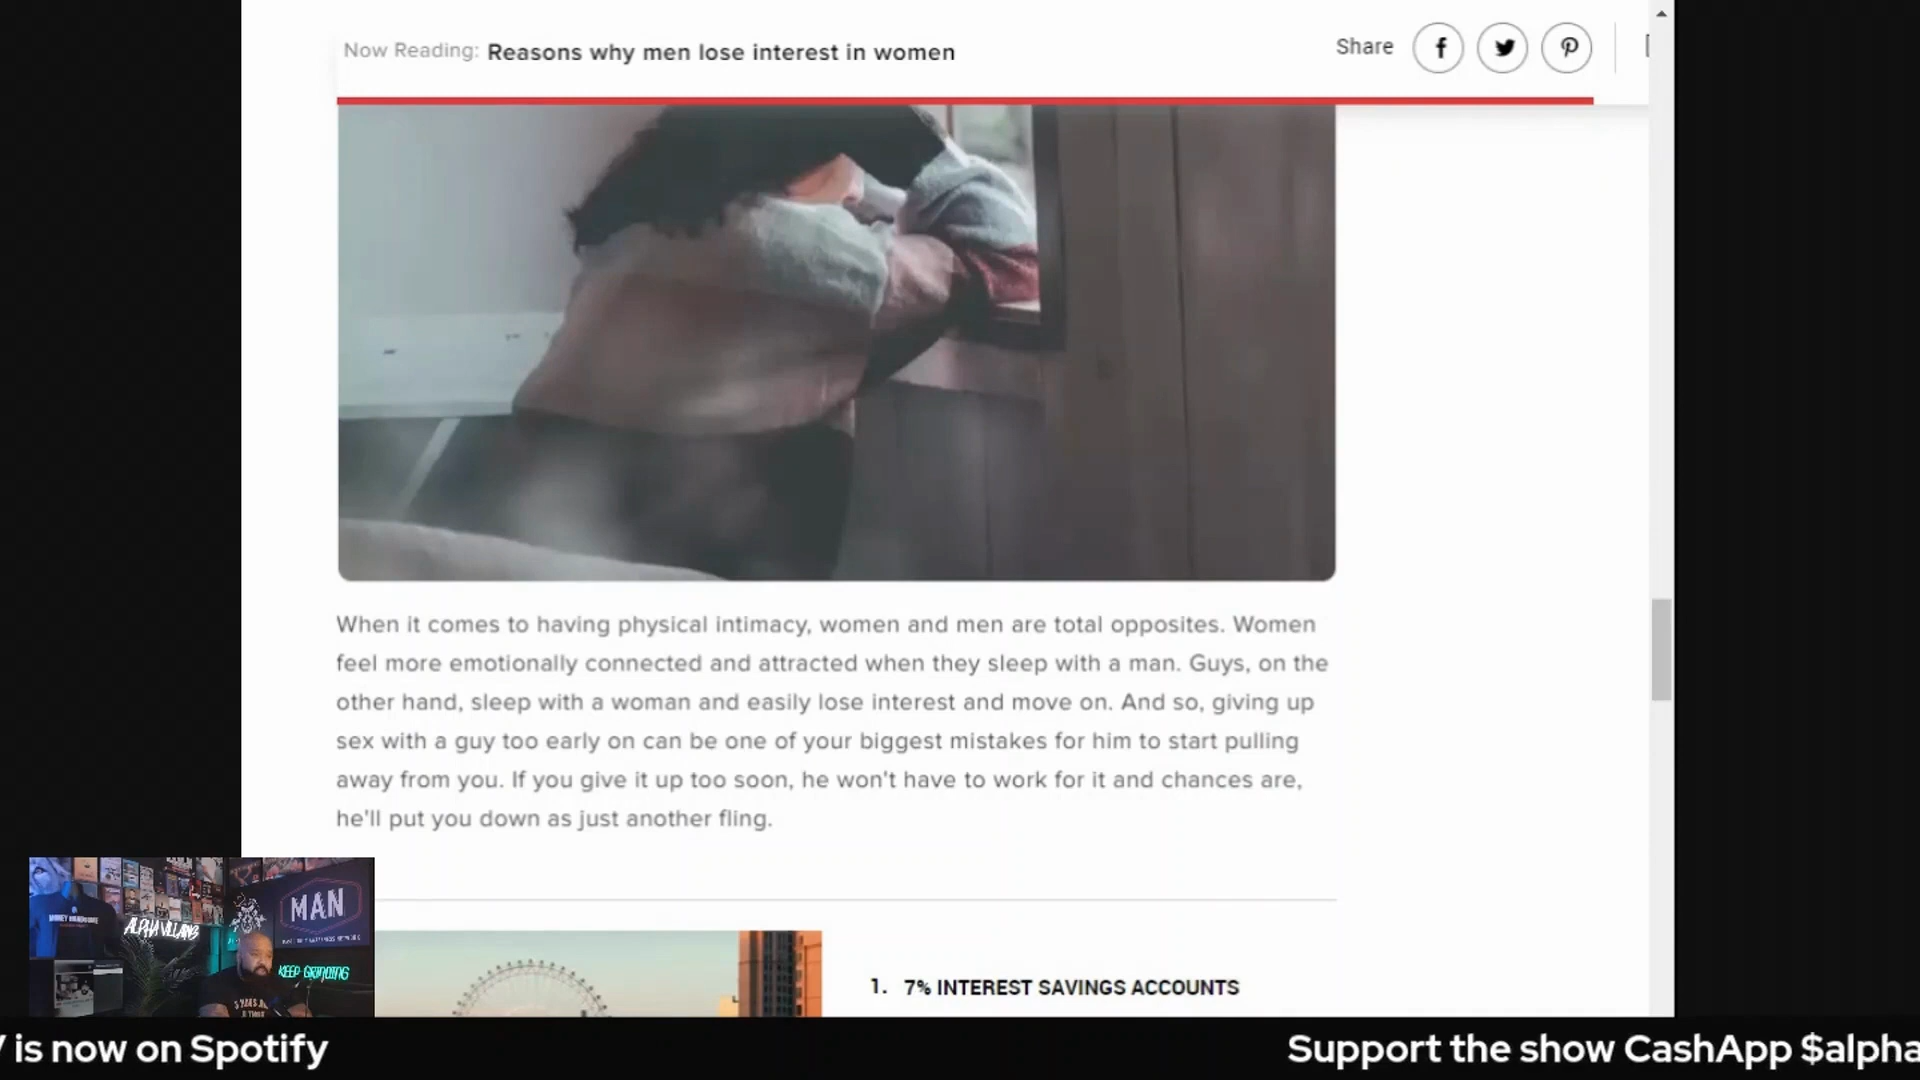 Now Reading: Reasons why men lose interest in women
Share
When it comes to having physical intimacy, women and men are total opposites. Women
feel more emotionally connected and attracted when they sleep with a man. Guys, on the
other hand, sleep with a woman and easily lose interest and move on. And so, giving up
sex with a guy too early on can be one of your biggest mistakes for him to start pulling
away from you. If you give it up too soon, he won't have to work for it and chances are,
he'll put you down as just another fling.
MAN
ALPHA VILLAINS
KEEP GRINDING
1. 7% INTEREST SAVINGS ACCOUNTS
is now on Spotify
Support the show CashApp $alpha